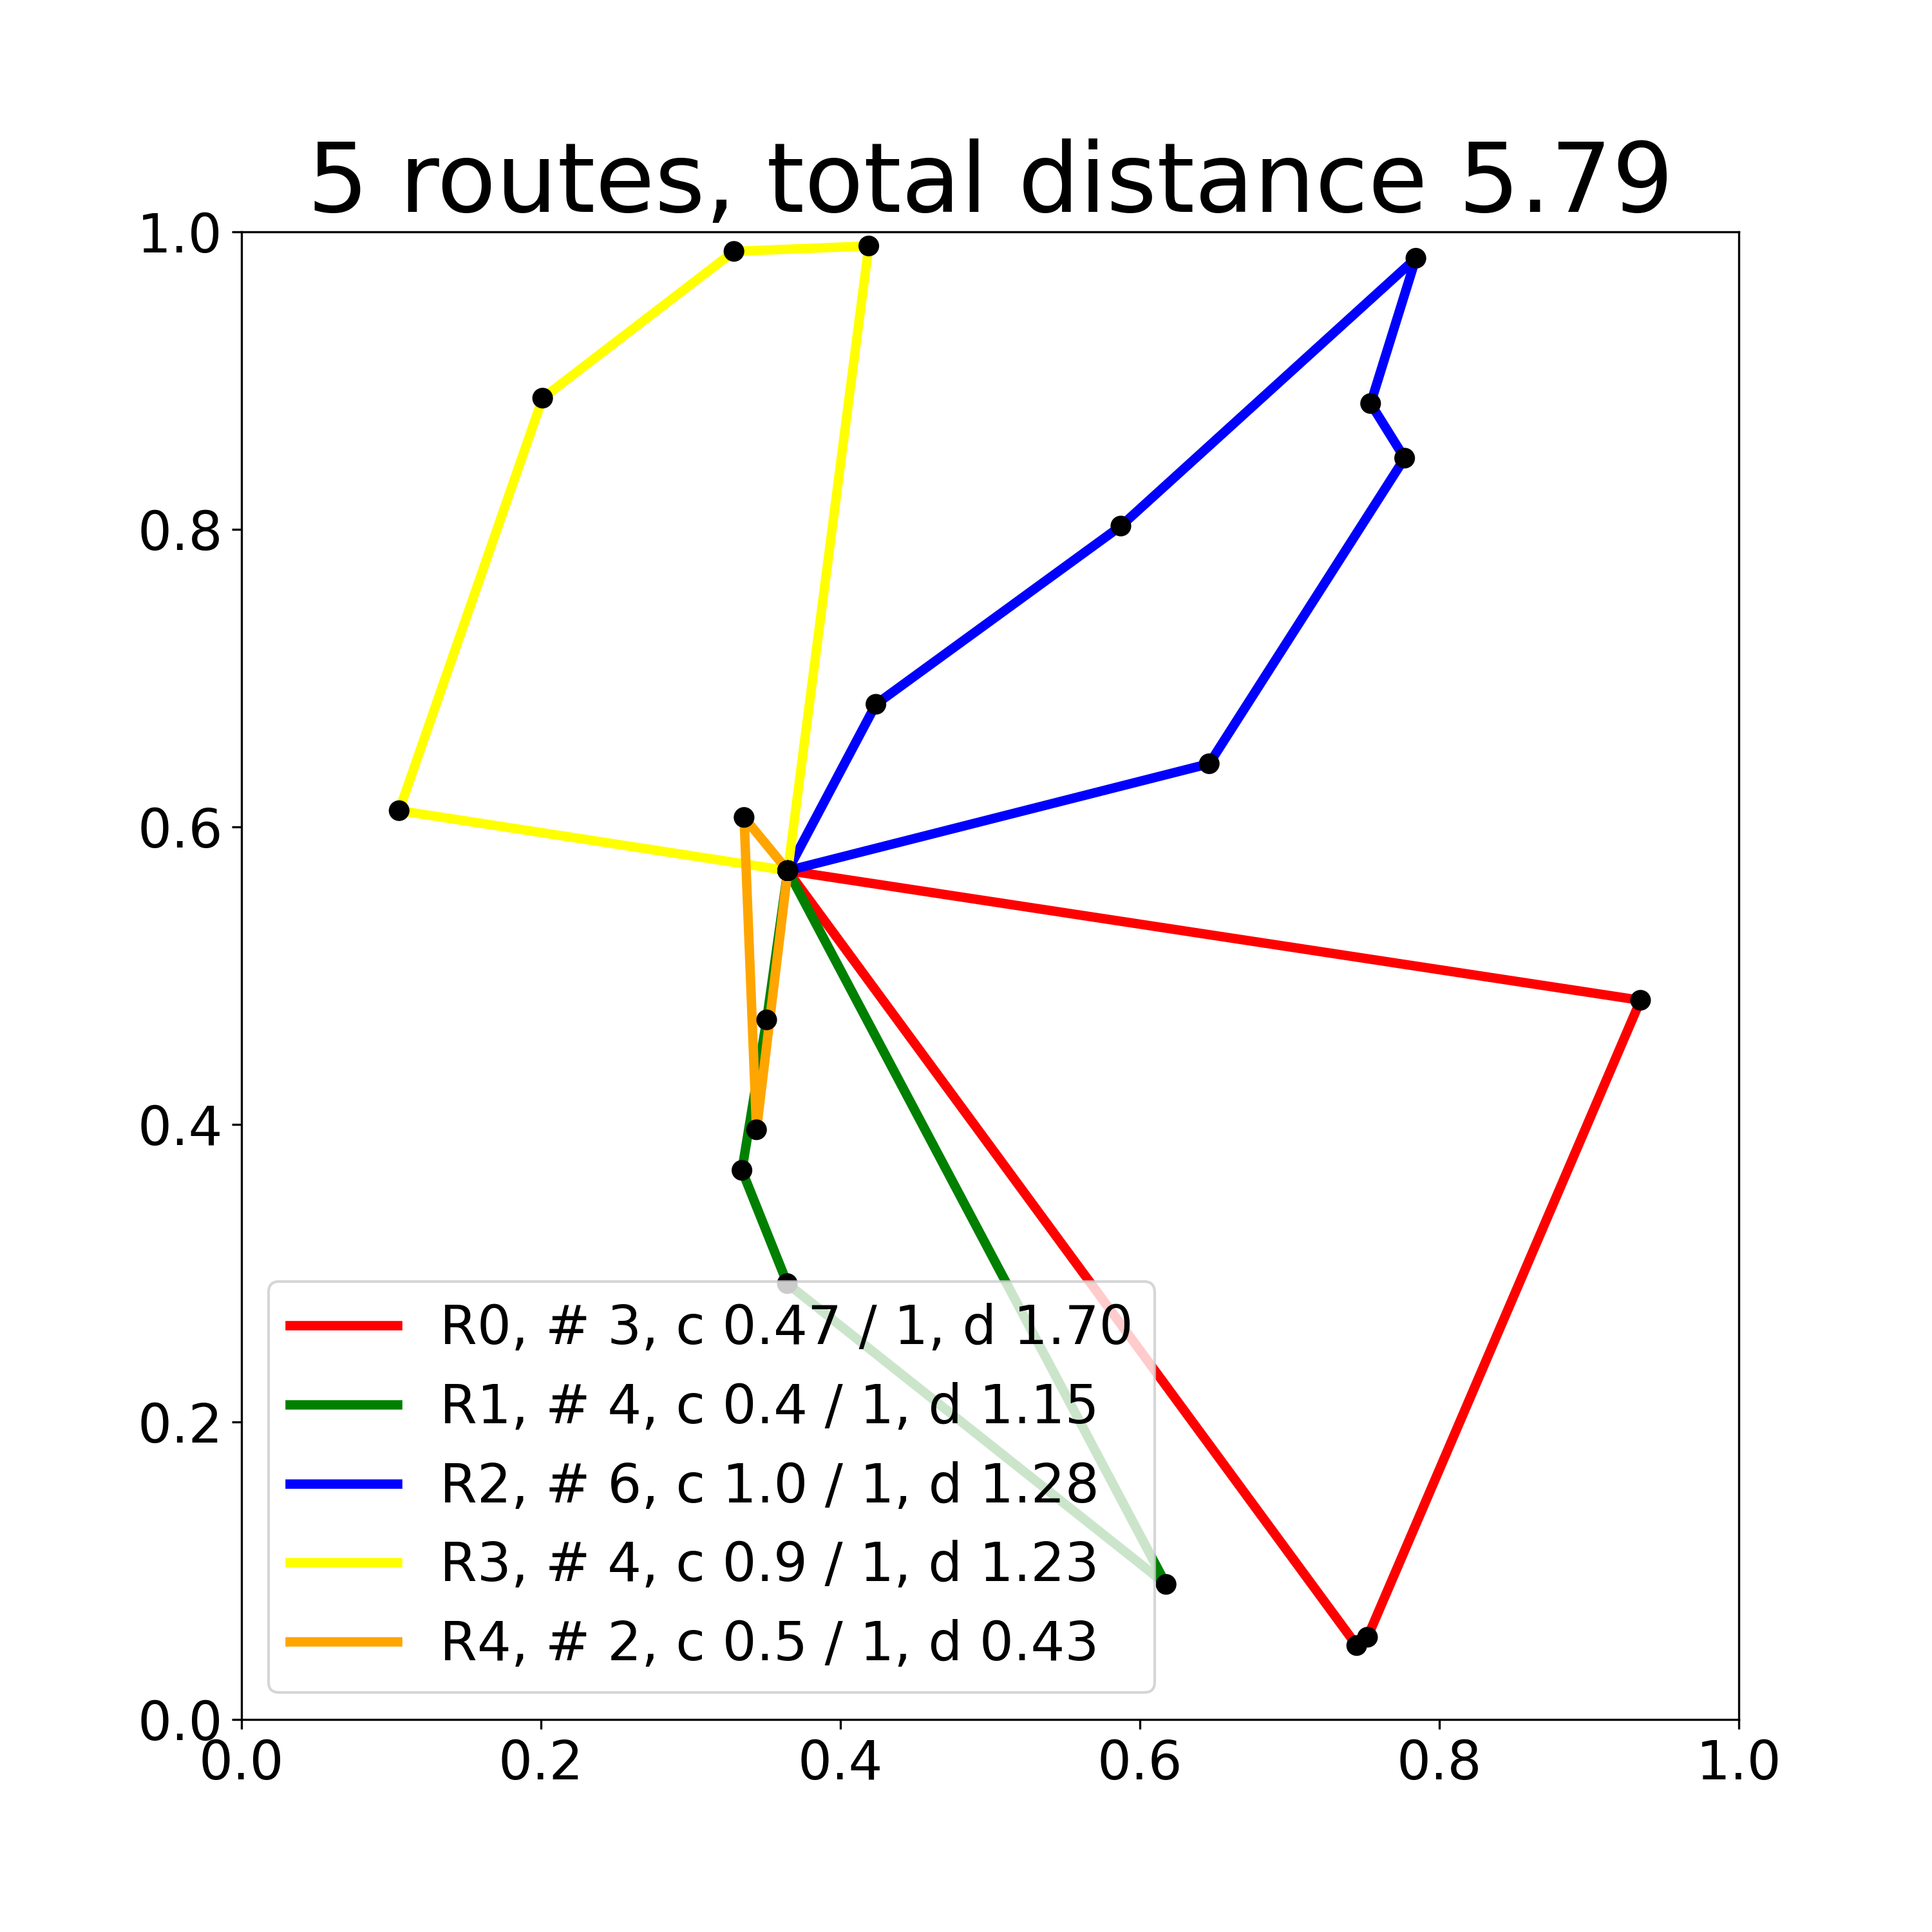 5 routes, total distance 5.79
1.0
0.8
0.6
0.4
0.2
0.0
R0, # 3, c 0.47 / 1, d 1.70
R1, # 4, c 0.4 / 1, d 1.15
R2, # 6, c 1.0 / 1, d 1.28
R3, # 4, c 0.9 / 1, d 1.23
R4, # 2, c 0.5 / 1, d 0.43
0.0 0.2 0.4 0.6 0.8 1.0